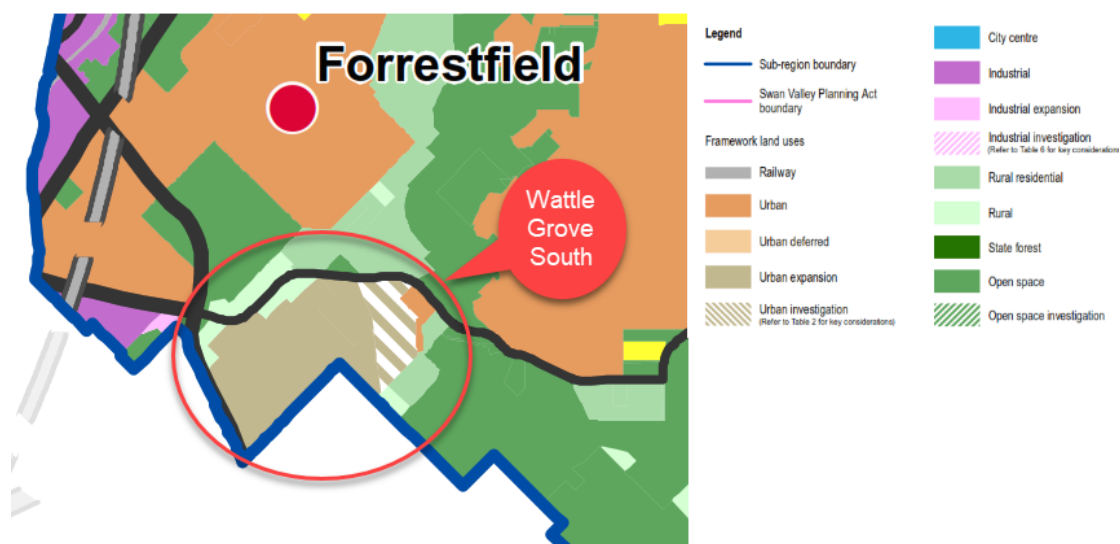 Forrestfield
Wattle
Grove
South
Legend
Sub-region boundary
Swan Valley Planning Act
boundary
Framework land uses
Railway
Urban
Urban deferred
Urban expansion
Urban investigation
(Refer to Table 2 for key considerations)
City centre
Industrial
Industrial expansion
Industrial investigation
(Refer to Table 6 for key considerations
Rural residential
Rural
State forest
Open space
Open space investigation